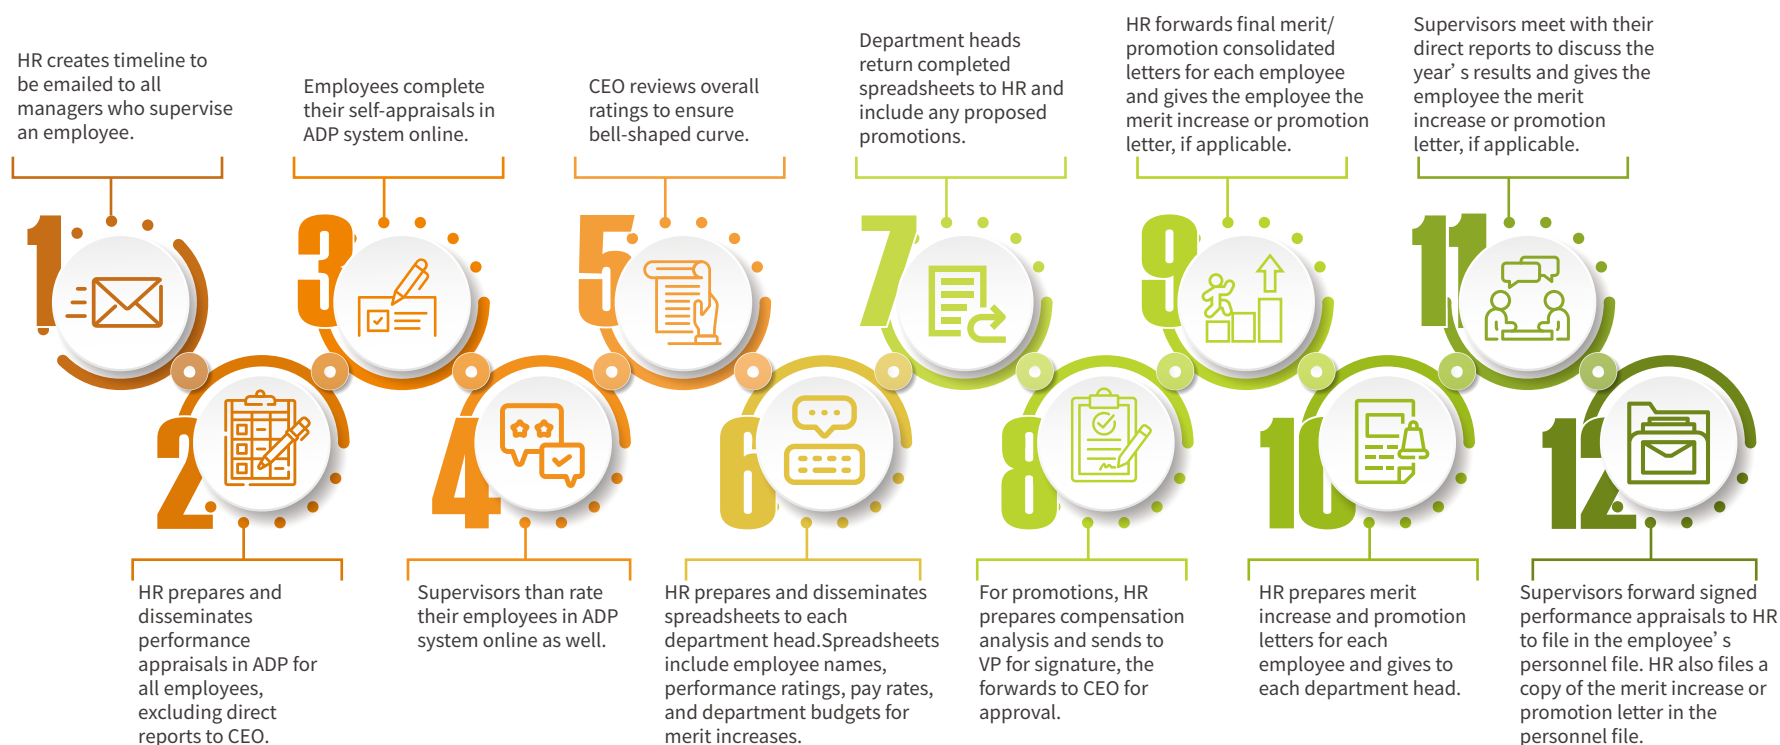 HR creates timeline to
be emailed to all
managers who supervise
an employee.
1
HR prepares and
disseminates
performance
appraisals in ADP for
all employees,
excluding direct
reports to CEO.
2
Employees complete
their self-appraisals in
ADP system online.
3
Supervisors than rate
their employees in ADP
system online as well.
4
CEO reviews overall
ratings to ensure
bell-shaped curve.
5
HR prepares and disseminates
spreadsheets to each
department head.Spreadsheets
include employee names,
performance ratings, pay rates,
and department budgets for
merit increases.
6
Department heads
return completed
spreadsheets to HR and
include any proposed
promotions.
7
For promotions, HR
prepares compensation
analysis and sends to
VP for signature, the
forwards to CEO for
approval.
8
HR forwards final merit/
promotion consolidated
letters for each employee
and gives the employee the
merit increase or promotion
letter, if applicable.
9
HR prepares merit
increase and promotion
letters for each
employee and gives to
each department head.
10
Supervisors meet with their
direct reports to discuss the
year’s results and gives the
employee the merit
increase or promotion
letter, if applicable.
11
Supervisors forward signed
performance appraisals to HR
to file in the employee’s
personnel file. HR also files a
copy of the merit increase or
promotion letter in the
personnel file.
12